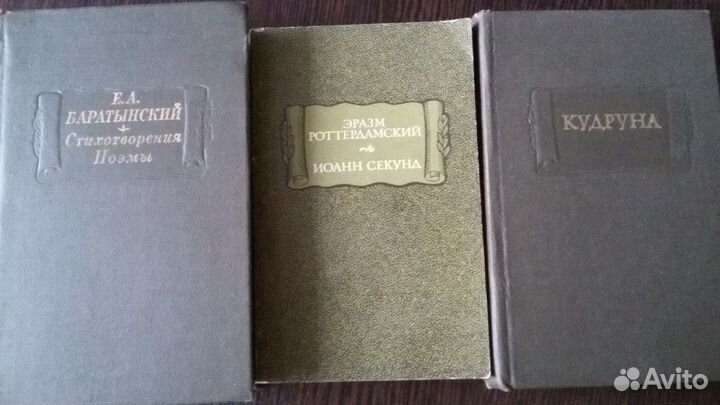 Е.А.
БАРАТЫНСКИЙ
Стихотворения
Поэмы
ЭРАЗМ
РОТТЕРДАМСКИЙ
ИОАНН СЕКУНД
КУДРУНА
Avito